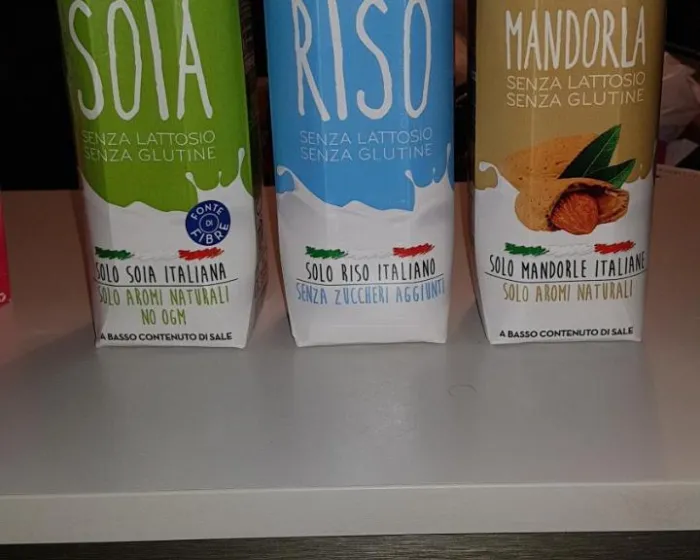 SOIA
SENZA LATTOSIO
SENZA GLUTINE
FONTE
DI
FIBRE
SOLO SOIA ITALIANA
SOLO AROMI NATURALI
NO OGM
A BASSO CONTENUTO DI SALE
RISO
SENZA LATTOSIO
SENZA GLUTINE
SOLO RISO ITALIANO
SENZA ZUCCHERI AGGIUNTI
MANDORLA
SENZA LATTOSIO
SENZA GLUTINE
SOLO MANDORLE ITALIANE
SOLO AROMI NATURALI
A BASSO CONTENUTO DI SALE